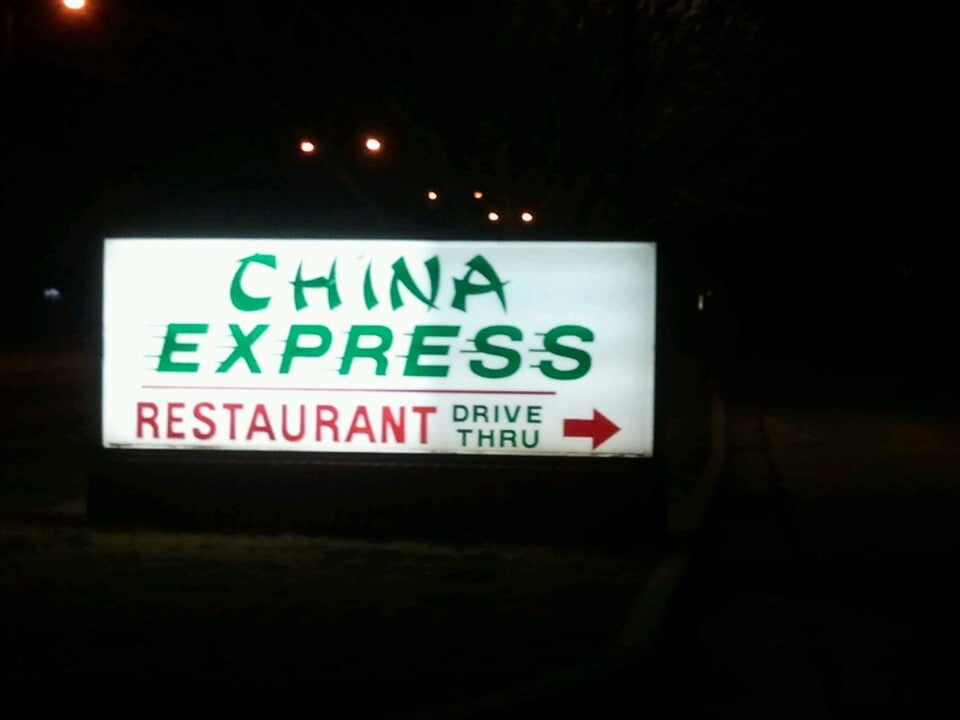 CHINA
EXPRESS
RESTAURANT DRIVE THRU